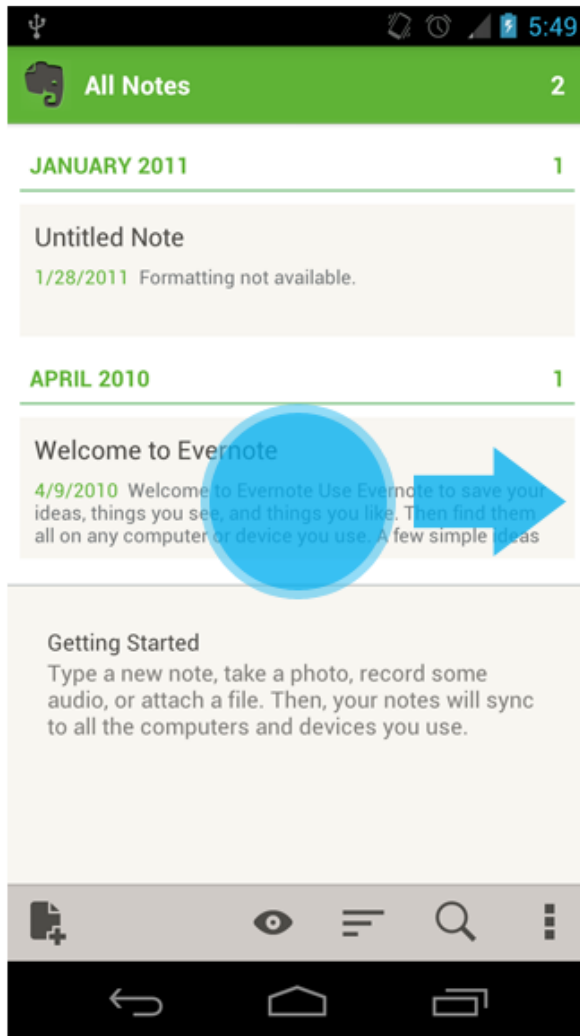 5:49
All Notes 2
JANUARY 2011 1
Untitled Note
1/28/2011 Formatting not available.
APRIL 2010 1
Welcome to Evernote
4/9/2010 Welcome to Evernote Use Evernote to save your
ideas, things you see, and things you like. Then find them
all on any computer or device you use. A few simple ideas
Getting Started
Type a new note, take a photo, record some
audio, or attach a file. Then, your notes will sync
to all the computers and devices you use.